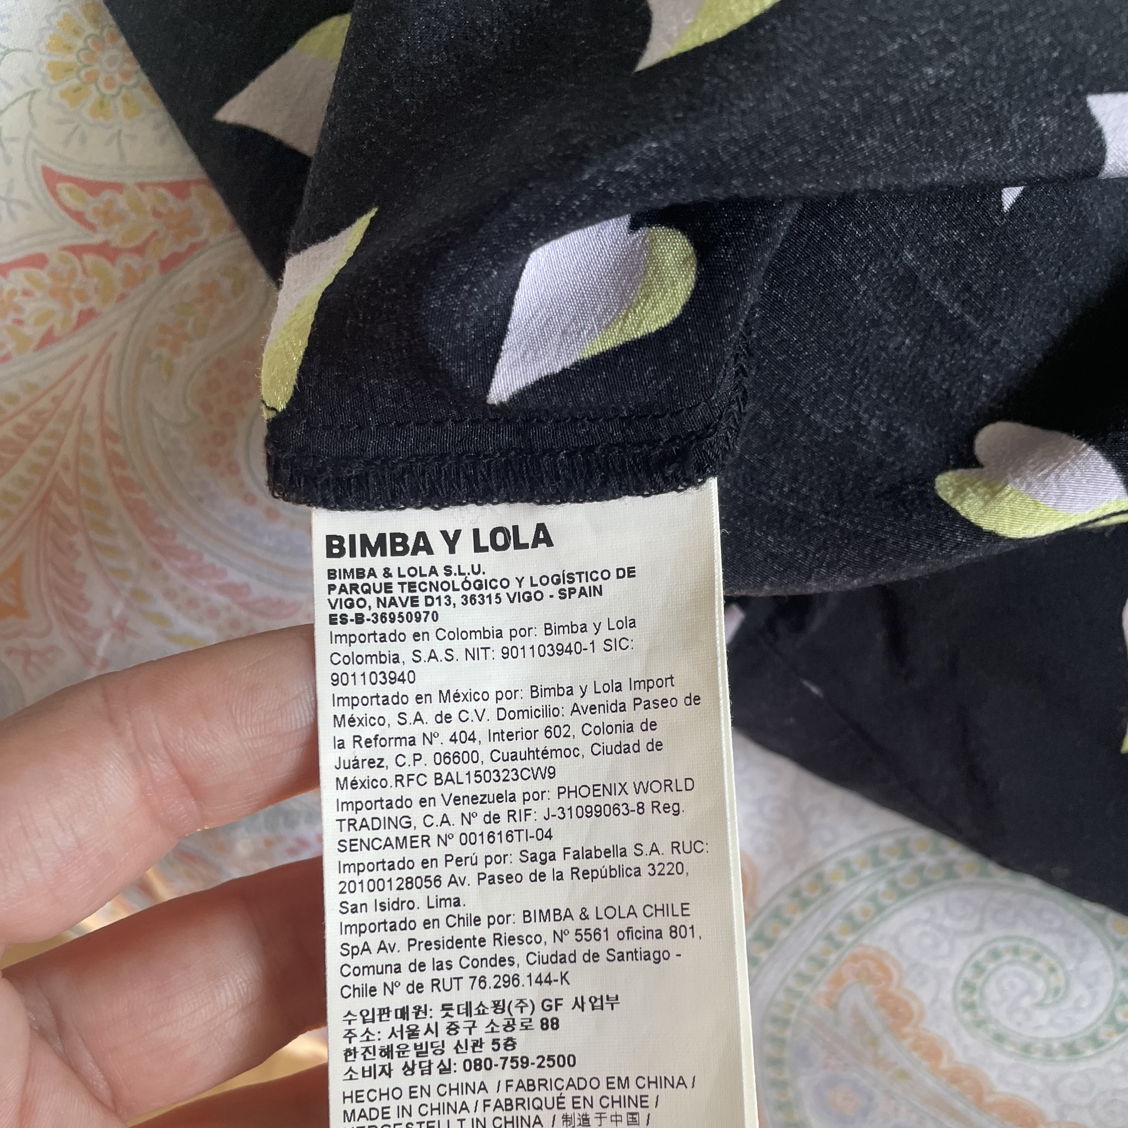 BIMBA Y LOLA
BIMBA & LOLA S.L.U.
PARQUE TECNOLÓGICO Y LOGÍSTICO DE
VIGO, NAVE D13, 36315 VIGO - SPAIN
ES-B-36950970
Importado en Colombia por: Bimba y Lola
Colombia, S.A.S. NIT: 901103940-1 SIC:
901103940
Importado en México por: Bimba y Lola Import
México, S.A. de C.V. Domicilio: Avenida Paseo de
la Reforma Nº. 404, Interior 602, Colonia de
Juárez, C.P. 06600, Cuauhtémoc, Ciudad de
México.RFC BAL150323CW9
Importado en Venezuela por: PHOENIX WORLD
TRADING, C.A. Nº de RIF: J-31099063-8 Reg.
SENCAMER Nº 001616TI-04
Importado en Perú por: Saga Falabella S.A. RUC:
20100128056 Av. Paseo de la República 3220,
San Isidro. Lima.
Importado en Chile por: BIMBA & LOLA CHILE
SpA Av. Presidente Riesco, Nº 5561 oficina 801,
Comuna de las Condes, Ciudad de Santiago -
Chile Nº de RUT 76.296.144-K
수입판매원: 롯데쇼핑(주) GF 사업부
주소: 서울시 중구 소공로 88
한진해운빌딩 신관 5층
소비자 상담실: 080-759-2500
HECHO EN CHINA / FABRICADO EM CHINA /
MADE IN CHINA / FABRIQUÉ EN CHINE /
HERGESTELLT IN CHINA / 制造于中国 /